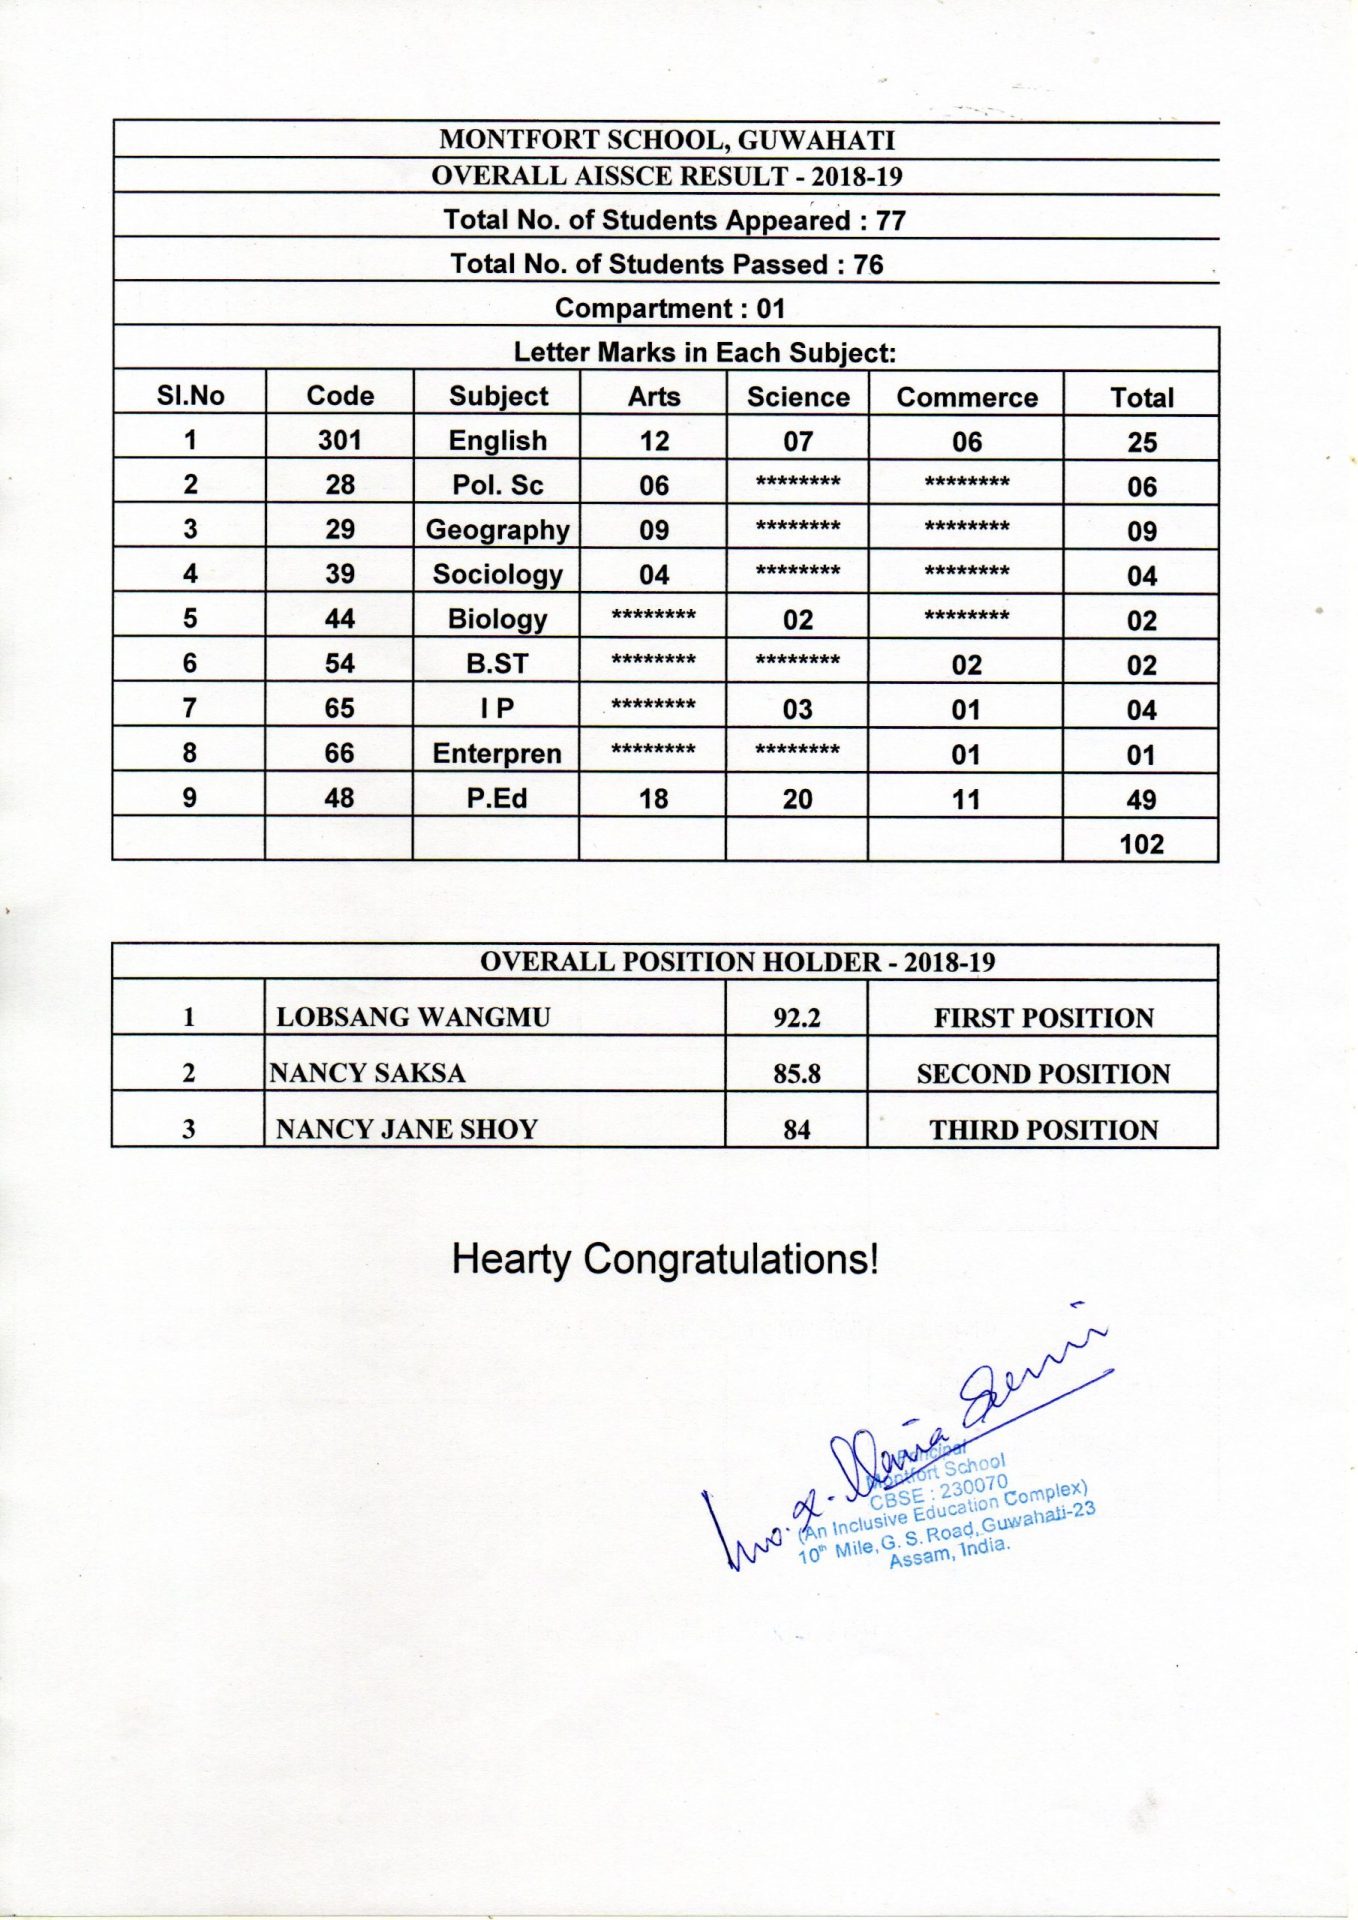 MONTFORT SCHOOL, GUWAHATI
OVERALL AISSCE RESULT - 2018-19
Total No. of Students Appeared : 77
Total No. of Students Passed : 76
Compartment : 01
Letter Marks in Each Subject:
Sl.No Code Subject Arts Science Commerce Total
1 301 English 12 07 06 25
2 28 Pol. Sc 06 ******** ******** 06
3 29 Geography 09 ******** ******** 09
4 39 Sociology 04 ******** ******** 04
5 44 Biology ******** 02 ******** 02
6 54 B.ST ******** ******** 02 02
7 65 I P ******** 03 01 04
8 66 Enterpren ******** ******** 01 01
9 48 P.Ed 18 20 11 49
102
OVERALL POSITION HOLDER - 2018-19
1 LOBSANG WANGMU 92.2 FIRST POSITION
2 NANCY SAKSA 85.8 SECOND POSITION
3 NANCY JANE SHOY 84 THIRD POSITION
Hearty Congratulations!
Principal
Montfort School
CBSE : 230070
(An Inclusive Education Complex)
10th Mile, G. S. Road, Guwahati-23
Assam, India.